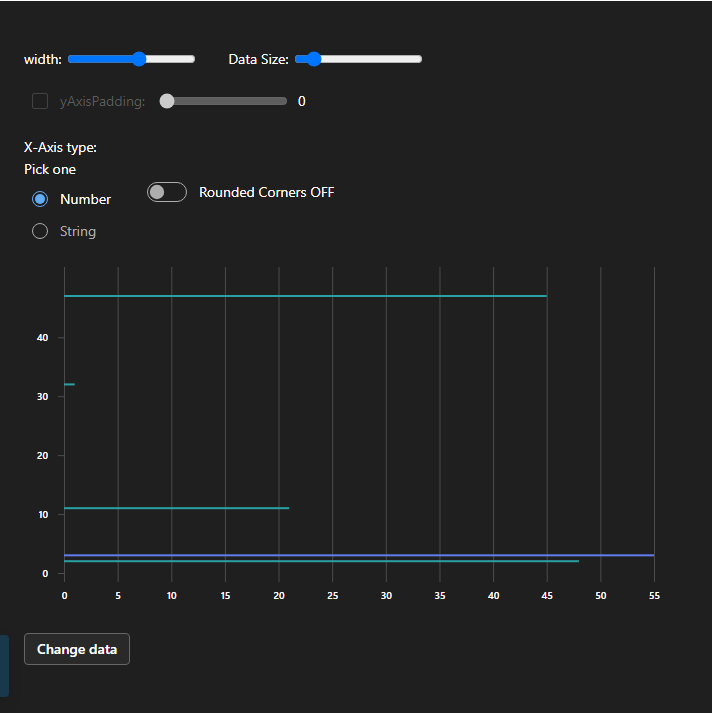 width: Data Size:
yAxisPadding: 0
X-Axis type:
Pick one
Number Rounded Corners OFF
String
40
30
20
10
0
0 5 10 15 20 25 30 35 40 45 50 55
Change data